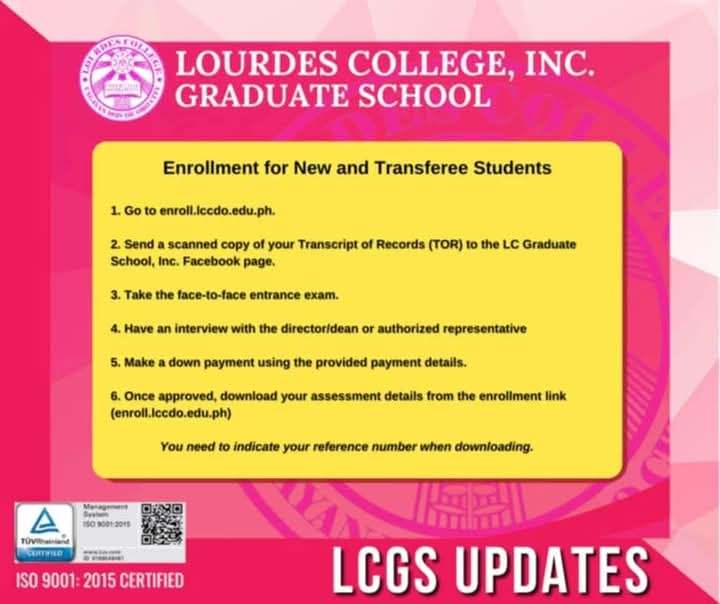 LOURDES COLLEGE, INC.
GRADUATE SCHOOL
Enrollment for New and Transferee Students
1. Go to enroll.lccdo.edu.ph.
2. Send a scanned copy of your Transcript of Records (TOR) to the LC Graduate
School, Inc. Facebook page.
3. Take the face-to-face entrance exam.
4. Have an interview with the director/dean or authorized representative
5. Make a down payment using the provided payment details.
6. Once approved, download your assessment details from the enrollment link
(enroll.lccdo.edu.ph)
You need to indicate your reference number when downloading.
Management
System
ISO 9001:2015
TÜVRheinland
CERTIFIED
www.tuv.com
ISO 9001: 2015 CERTIFIED
LCGS UPDATES